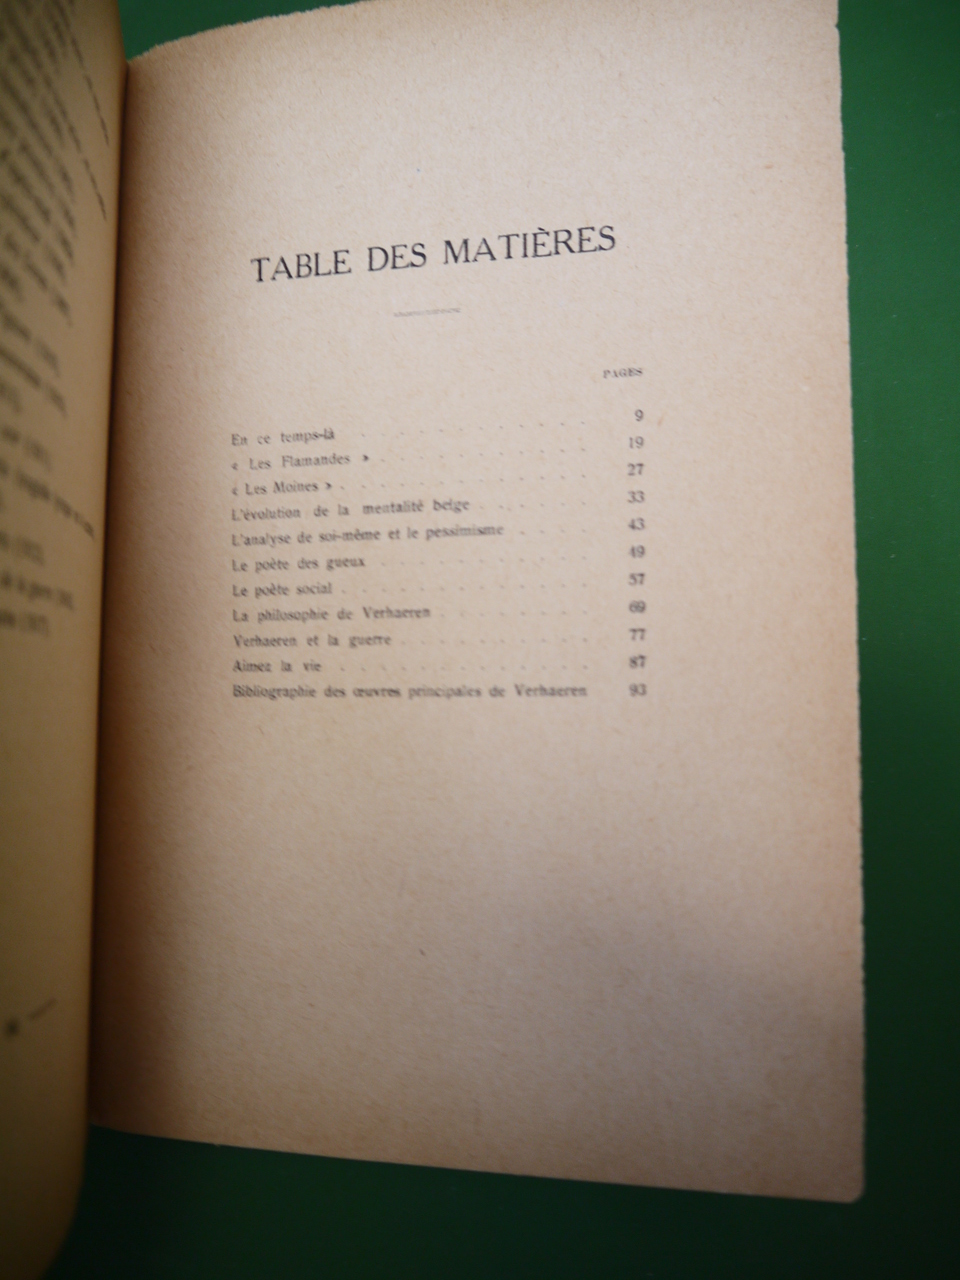 TABLE DES MATIÈRES
PAGES
En ce temps-là . . . . . . . . . 9
« Les Flamandes » . . . . . . . . 19
« Les Moines » . . . . . . . . . . 27
L'évolution de la mentalité belge . . . . . 33
L'analyse de soi-même et le pessimisme . . . . 43
Le poète des gueux . . . . . . . . 49
Le poète social . . . . . . . . . . 57
La philosophie de Verhaeren . . . . . . 69
Verhaeren et la guerre . . . . . . . . 77
Aimez la vie . . . . . . . . . . 87
Bibliographie des œuvres principales de Verhaeren 93